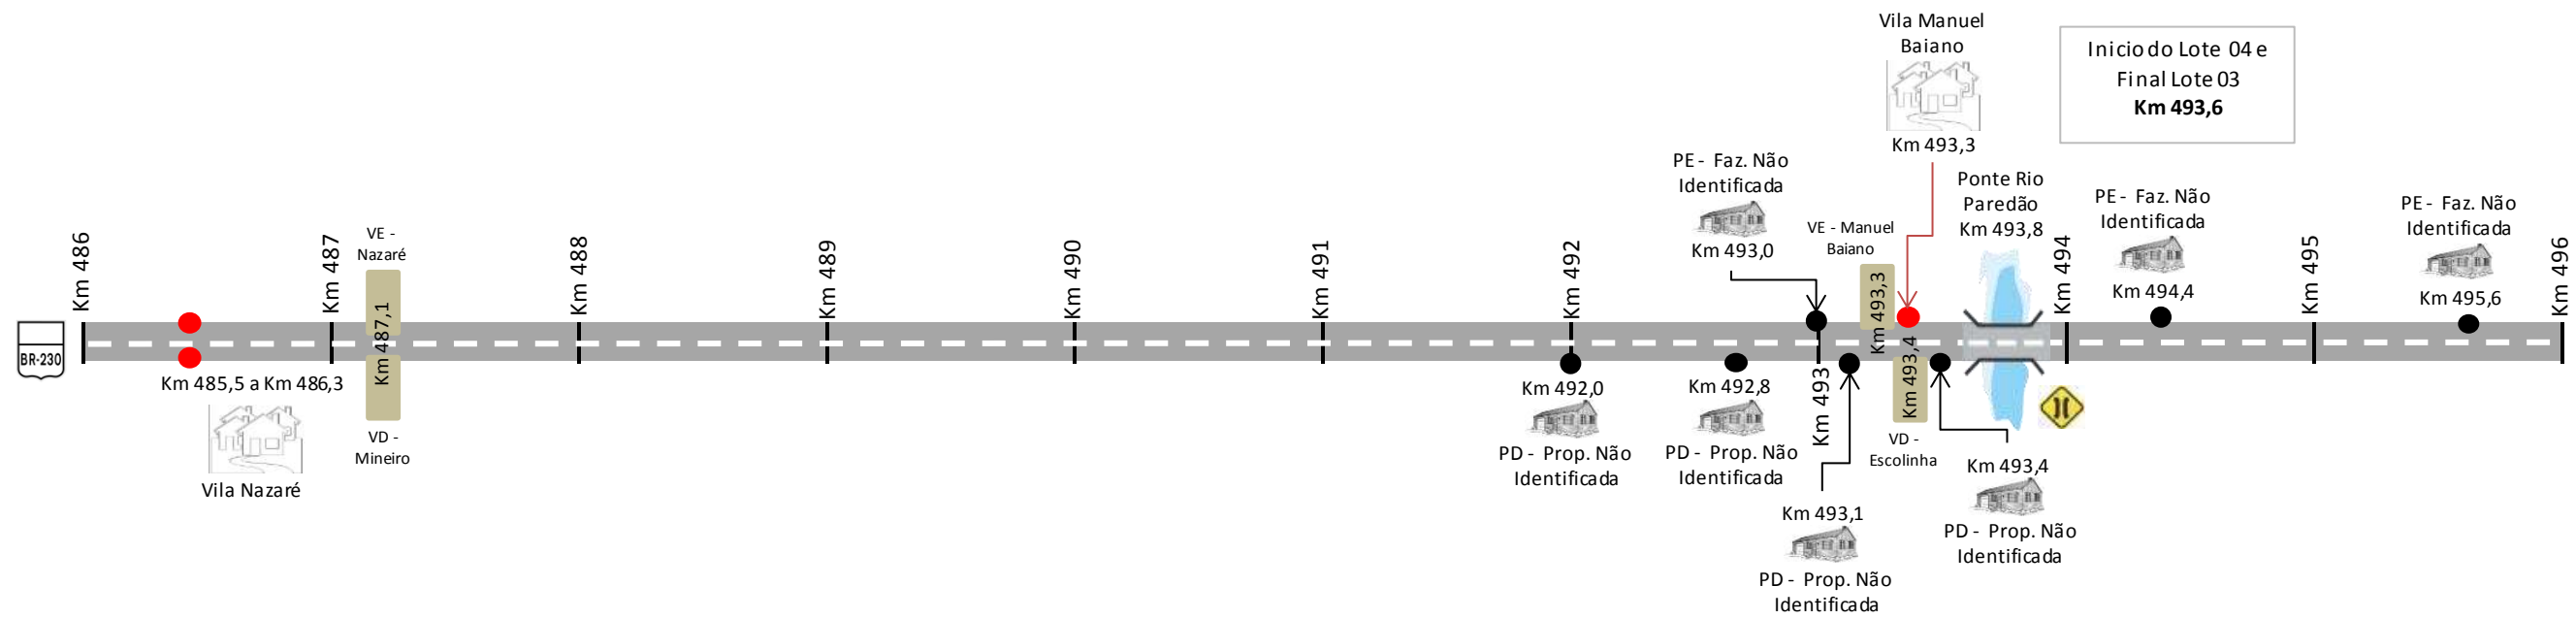 Vila Manuel
Baiano
Km 493,3
Inicio do Lote 04 e
Final Lote 03
Km 493,6
PE - Faz. Não
Identificada
Km 493,0
VE - Manuel
Baiano
Km 493,3
Ponte Rio
Paredão
Km 493,8
PE - Faz. Não
Identificada
Km 494,4
PE - Faz. Não
Identificada
Km 495,6
VE -
Nazaré
Km 487,1
Km 486
Km 487
Km 488
Km 489
Km 490
Km 491
Km 492
Km 493
Km 494
Km 495
Km 496
BR-230
Km 485,5 a Km 486,3
Vila Nazaré
VD -
Mineiro
Km 492,0
PD - Prop. Não
Identificada
Km 492,8
PD - Prop. Não
Identificada
Km 493,1
PD - Prop. Não
Identificada
Km 493,4
VD -
Escolinha
Km 493,4
PD - Prop. Não
Identificada